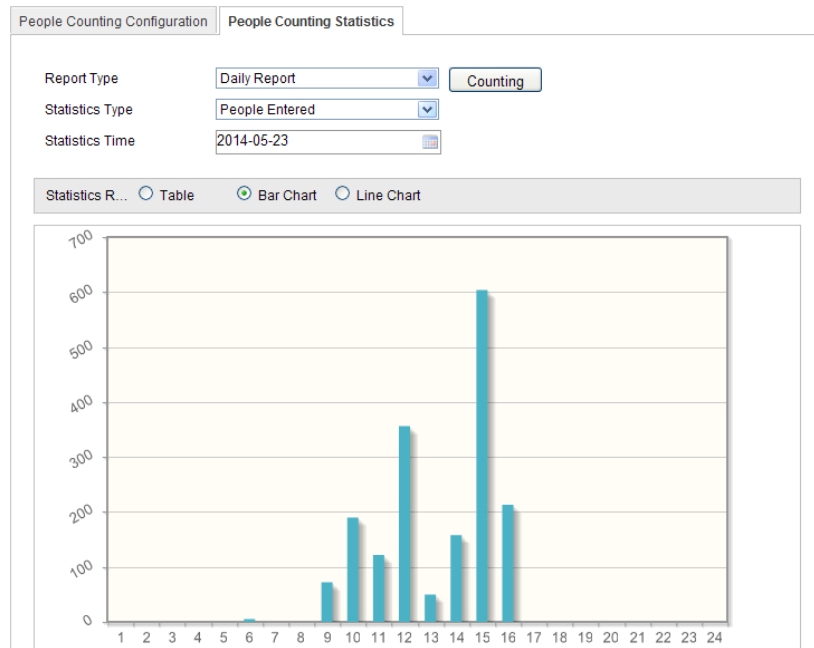 People Counting Configuration People Counting Statistics
Report Type Daily Report Counting
Statistics Type People Entered
Statistics Time 2014-05-23
Statistics R... Table Bar Chart Line Chart
700
600
500
400
300
200
100
0
1 2 3 4 5 6 7 8 9 10 11 12 13 14 15 16 17 18 19 20 21 22 23 24